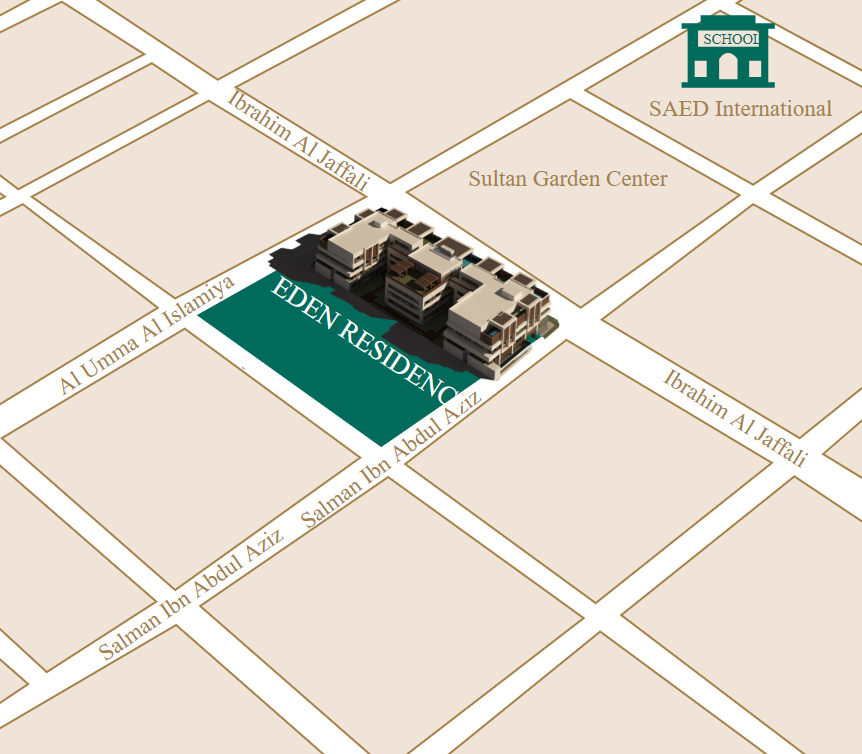 SCHOOL
SAED International
Ibrahim Al Jaffali
Sultan Garden Center
Al Umma Al Islamiya
EDEN RESIDENC
Ibrahim Al Jaffali
Salman Ibn Abdul Aziz
Salman Ibn Abdul Aziz